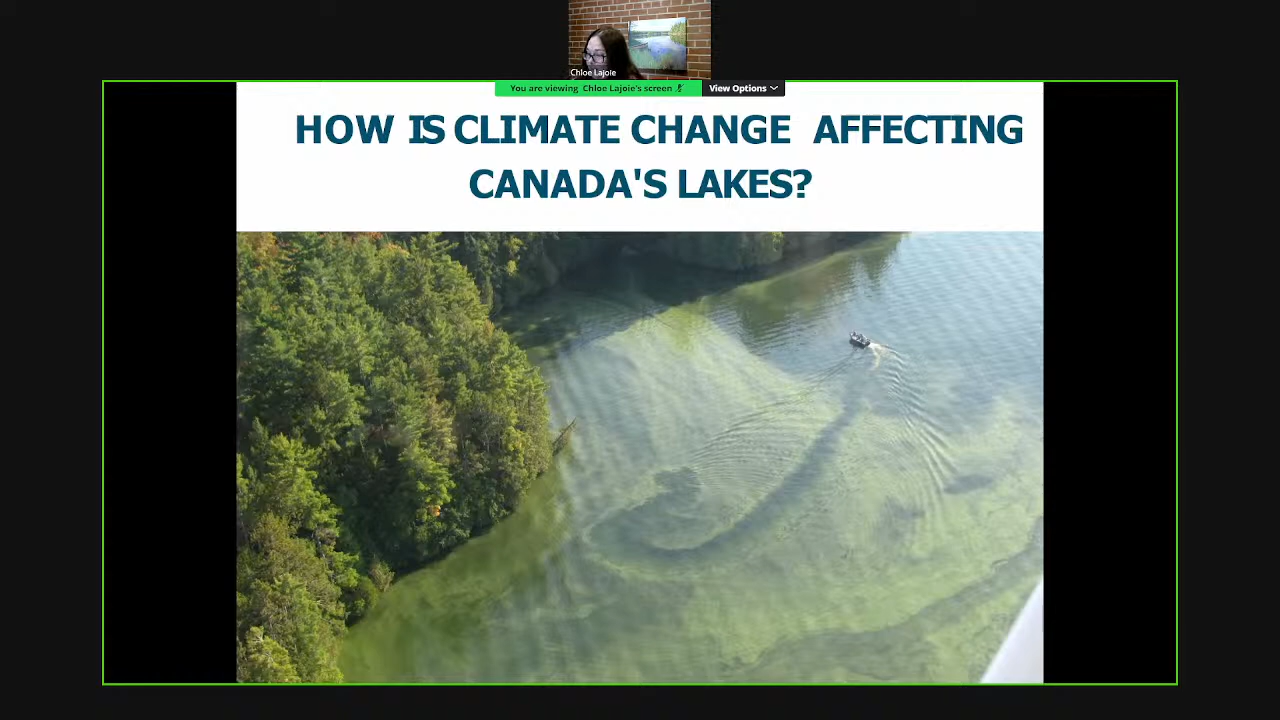 Chloe Lajoie
You are viewing Chloe Lajoie's screen
View Options
HOW IS CLIMATE CHANGE AFFECTING
CANADA'S LAKES?